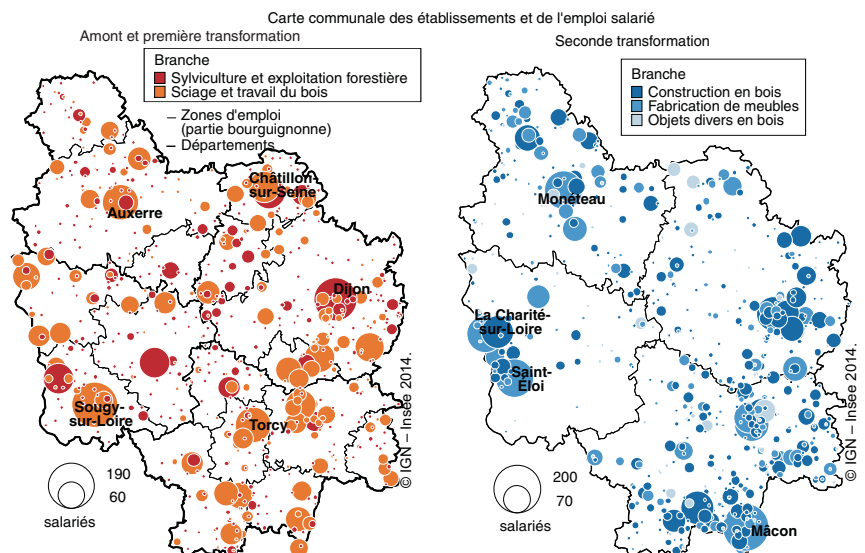 Carte communale des établissements et de l'emploi salarié
Amont et première transformation
Branche
Sylviculture et exploitation forestière
Sciage et travail du bois
Zones d'emploi
(partie bourguignonne)
Départements
Châtillon-
sur-Seine
Auxerre
Dijon
Sougy-
sur-Loire
Torcy
190
60
salariés
© IGN – Insee 2014.
Seconde transformation
Branche
Construction en bois
Fabrication de meubles
Objets divers en bois
Monéteau
La Charité-
sur-Loire
Saint-
Eloi
Mâcon
200
70
salariés
© IGN – Insee 2014.